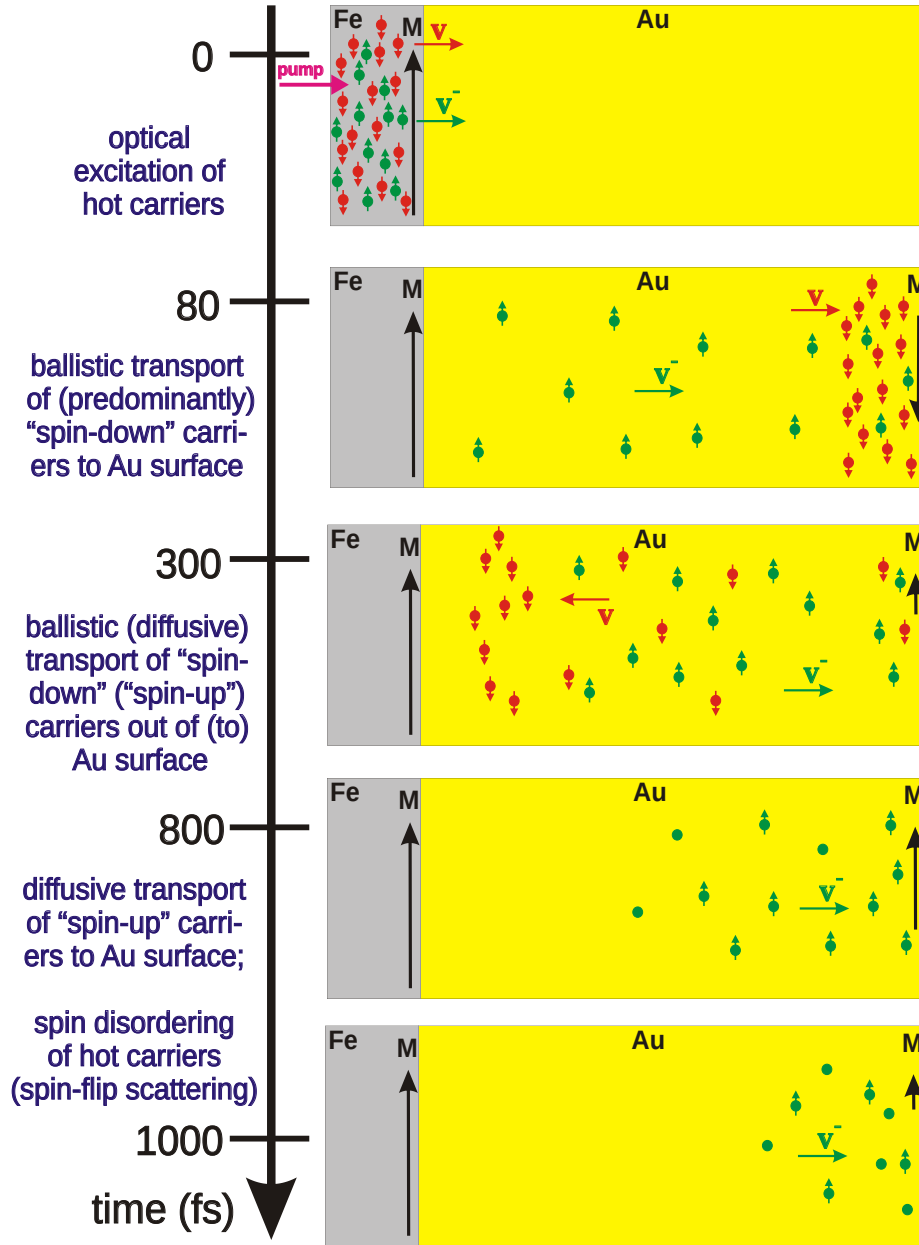 Fe
Au
M
v
0
pump
v-
optical
excitation of
hot carriers
Fe
Au
M
M
80
v
v-
ballistic transport
of (predominantly)
“spin-down” carri-
ers to Au surface
Fe
Au
M
M
300
v
v-
ballistic (diffusive)
transport of “spin-
down” (“spin-up”)
carriers out of (to)
Au surface
Fe
Au
M
M
800
v-
diffusive transport
of “spin-up” carri-
ers to Au surface;
spin disordering
of hot carriers
(spin-flip scattering)
Fe
Au
M
M
1000
v-
time (fs)